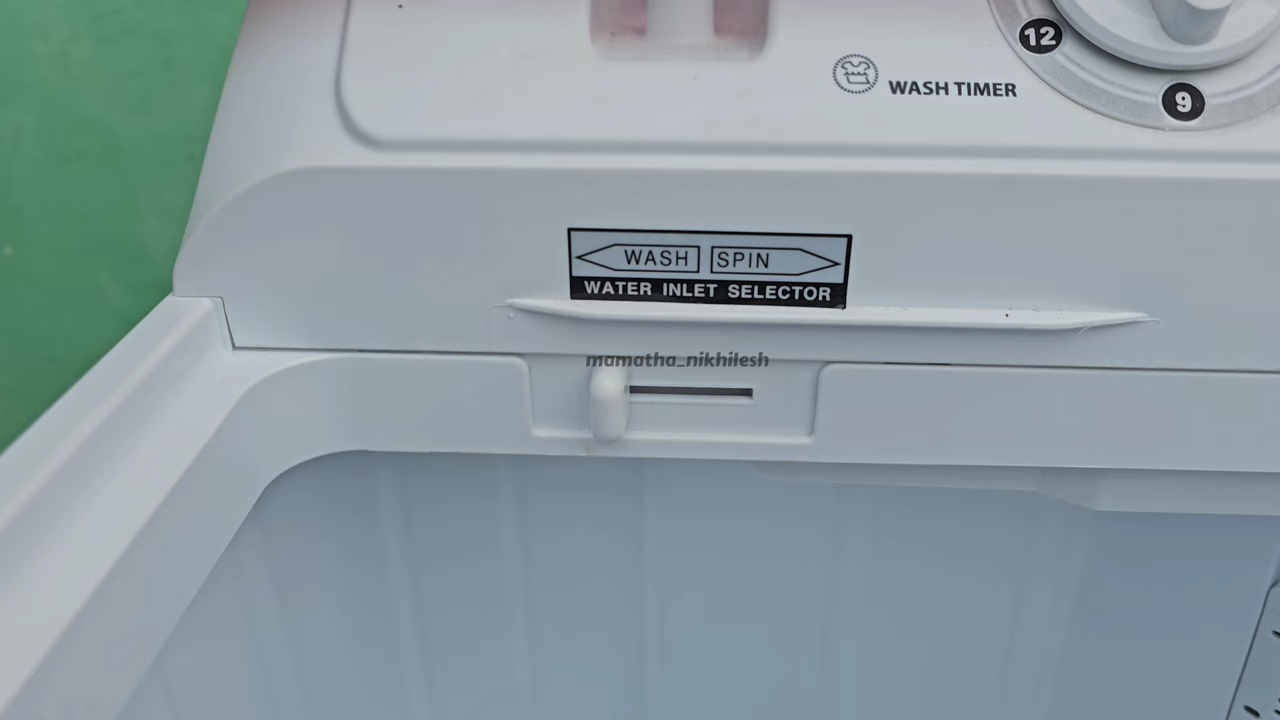 12
WASH TIMER
9
WASH SPIN
WATER INLET SELECTOR
mamatha_nikhilesh